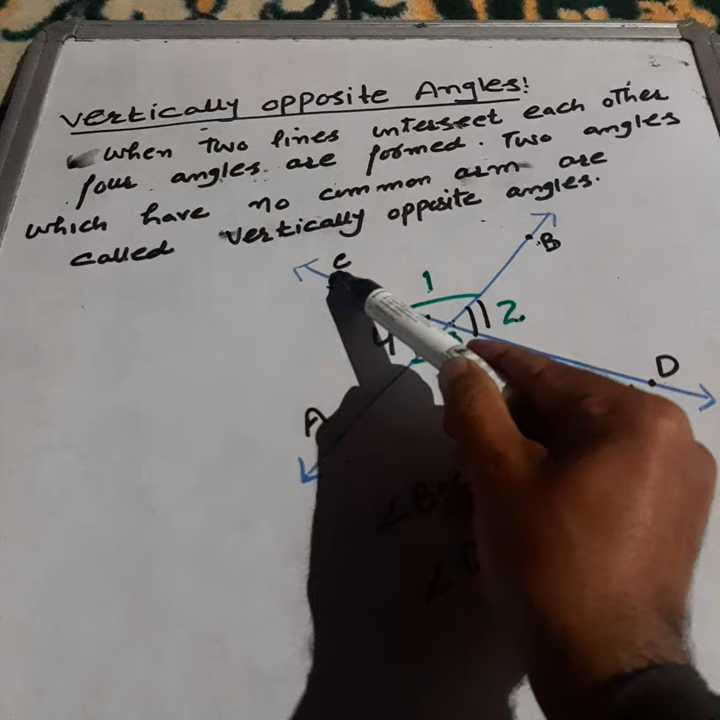 Vertically opposite Angles!
When two lines intersect each other
four angles are formed. Two angles
which have no common arm are
called vertically opposite angles.
C
1
B
2
4
D
A